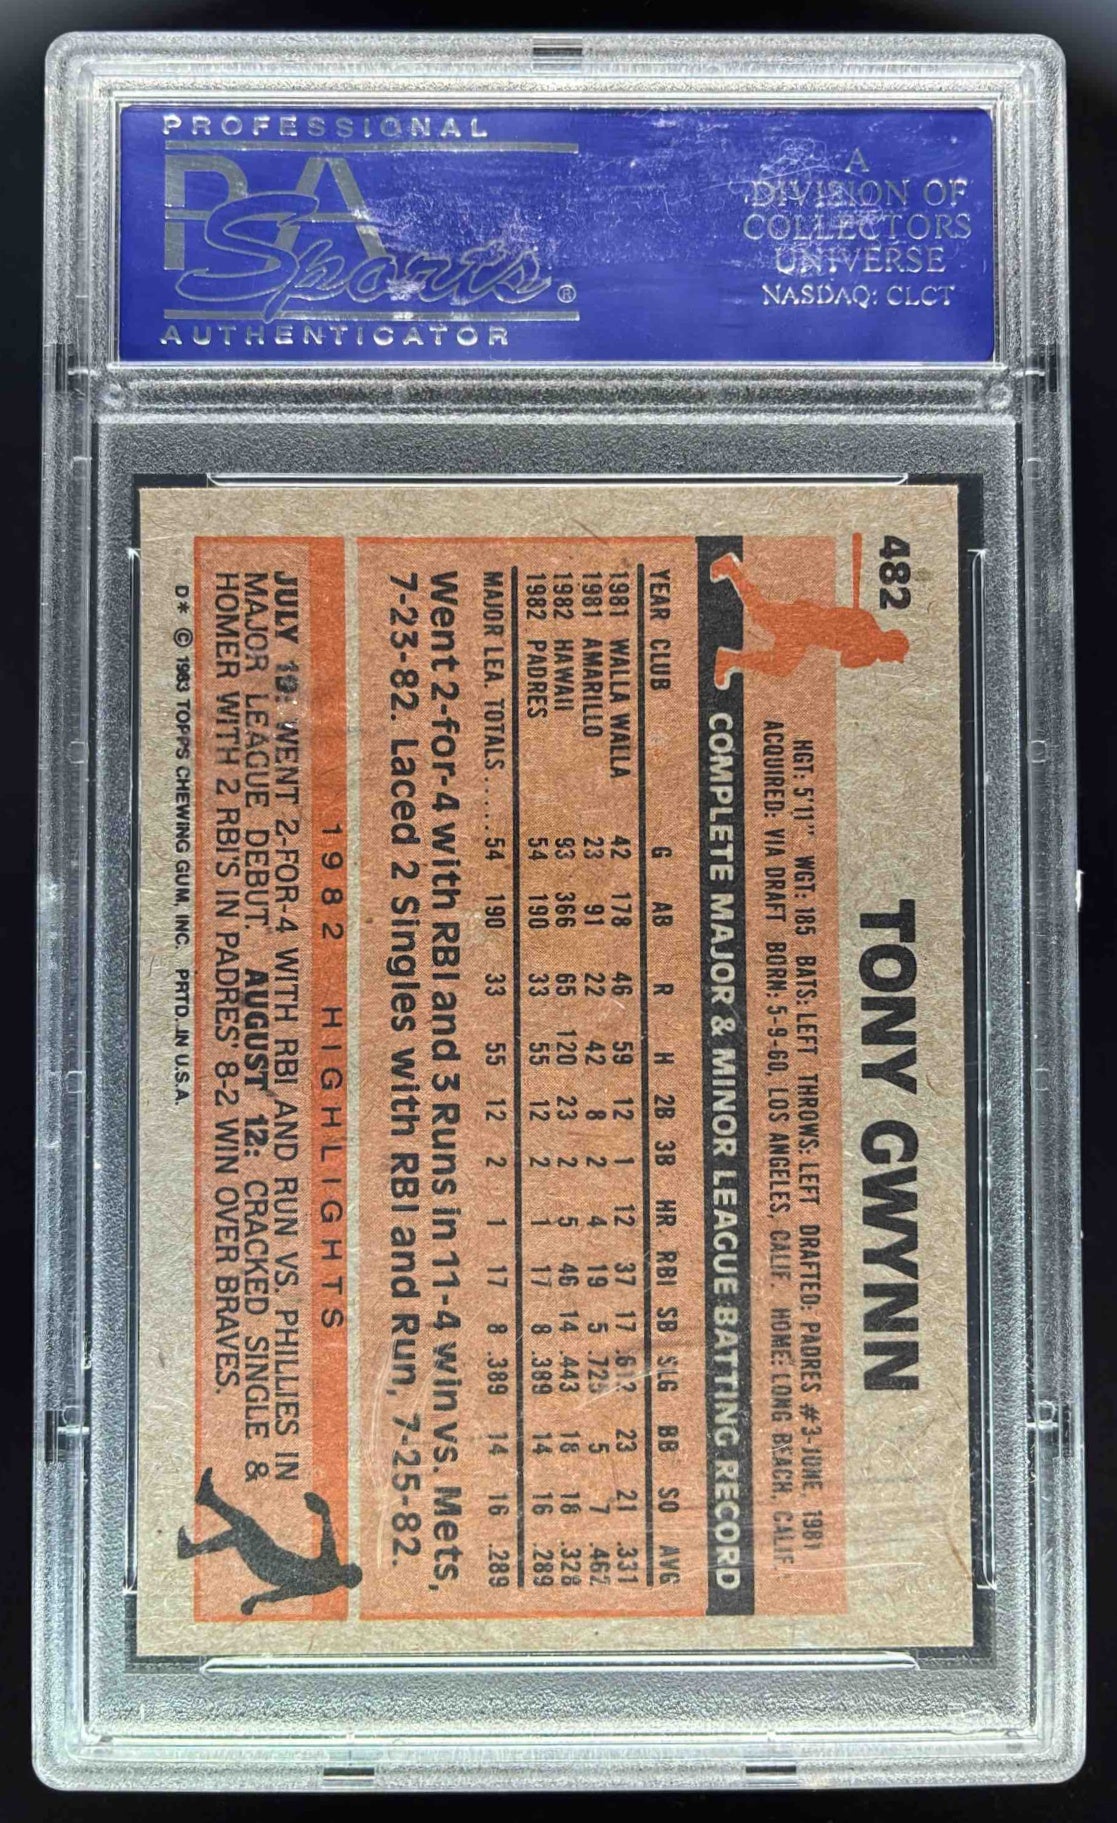 PROFESSIONAL
PSA
Sports ®
AUTHENTICATOR
A
DIVISION OF
COLLECTORS
UNIVERSE
NASDAQ: CLCT
482
TONY GWYNN
HGT: 5'11" WGT: 185 BATS: LEFT THROWS: LEFT DRAFTED: PADRES #3-JUNE, 1981
ACQUIRED: VIA DRAFT BORN: 5-9-60, LOS ANGELES, CALIF. HOME: LONG BEACH, CALIF.
COMPLETE MAJOR & MINOR LEAGUE BATTING RECORD
YEAR CLUB G AB R H 2B 3B HR RBI SB SLG BB SO AVG
1981 WALLA WALLA 42 178 46 59 12 1 12 37 17 .612 23 21 .331
1981 AMARILLO 23 91 22 42 8 2 4 19 5 .725 5 7 .462
1982 HAWAII 93 366 65 120 23 2 5 46 14 .443 18 18 .328
1982 PADRES 54 190 33 55 12 2 1 17 8 .389 14 16 .289
MAJOR LEA. TOTALS ...... 54 190 33 55 12 2 1 17 8 .389 14 16 .289
Went 2-for-4 with RBI and 3 Runs in 11-4 win vs. Mets,
7-23-82. Laced 2 Singles with RBI and Run, 7-25-82.
1982 HIGHLIGHTS
JULY 19: WENT 2-FOR-4 WITH RBI AND RUN VS. PHILLIES IN
MAJOR LEAGUE DEBUT. AUGUST 12: CRACKED SINGLE &
HOMER WITH 2 RBI'S IN PADRES' 8-2 WIN OVER BRAVES.
D* © 1983 TOPPS CHEWING GUM, INC. PRTD. IN U.S.A.